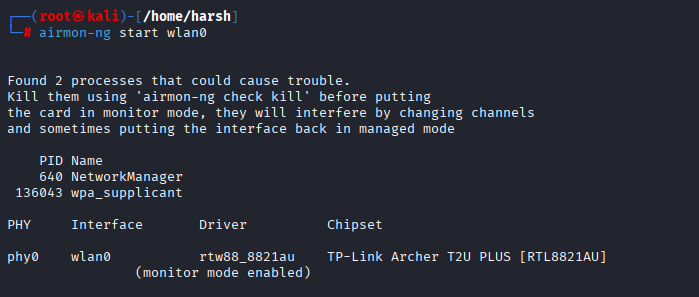 ┌──(root㉿kali)-[/home/harsh]
└─# airmon-ng start wlan0
Found 2 processes that could cause trouble.
Kill them using 'airmon-ng check kill' before putting
the card in monitor mode, they will interfere by changing channels
and sometimes putting the interface back in managed mode
PID Name
640 NetworkManager
136043 wpa_supplicant
PHY Interface Driver Chipset
phy0 wlan0 rtw88_8821au TP-Link Archer T2U PLUS [RTL8821AU]
(monitor mode enabled)